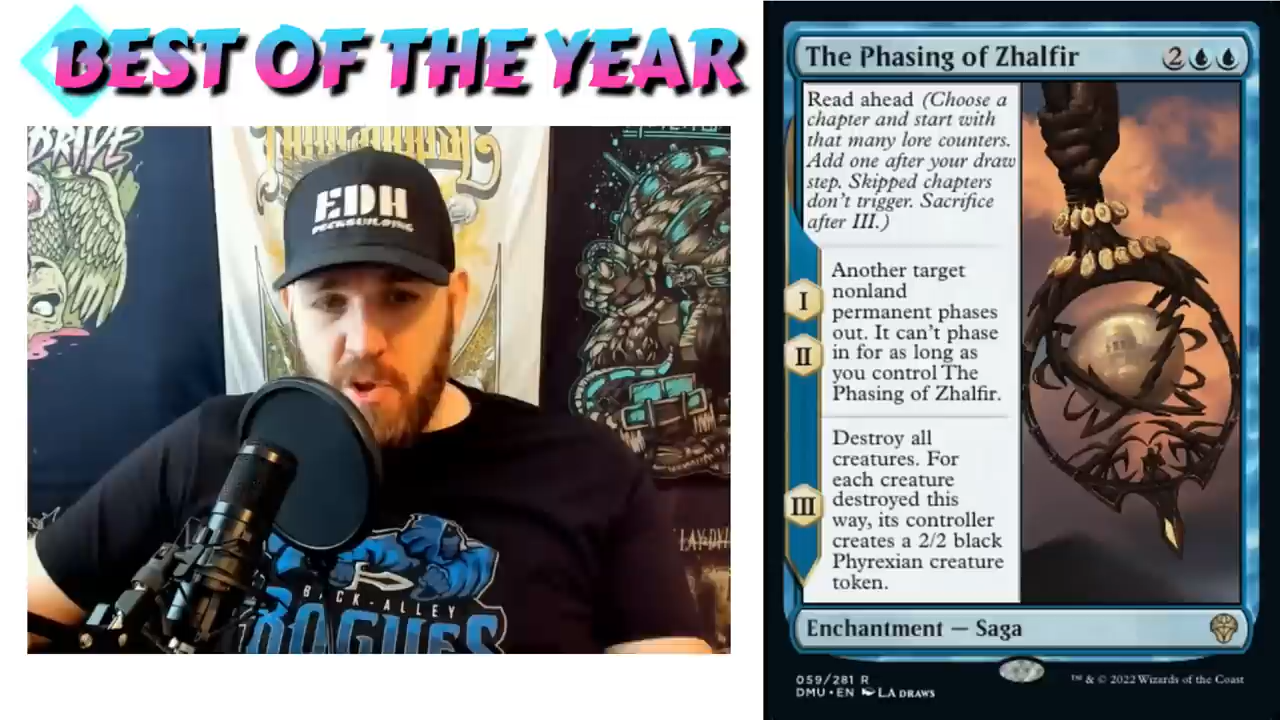 BEST OF THE YEAR
EDH
DECKBUILDING
BACK-ALLEY
ROGUES
The Phasing of Zhalfir 2
Read ahead (Choose a
chapter and start with
that many lore counters.
Add one after your draw
step. Skipped chapters
don't trigger. Sacrifice
after III.)
I
II
Another target
nonland
permanent phases
out. It can't phase
in for as long as
you control The
Phasing of Zhalfir.
III
Destroy all
creatures. For
each creature
destroyed this
way, its controller
creates a 2/2 black
Phyrexian creature
token.
Enchantment — Saga
059/281 R
DMU • EN LA DRAWS
™ & © 2022 Wizards of the Coast